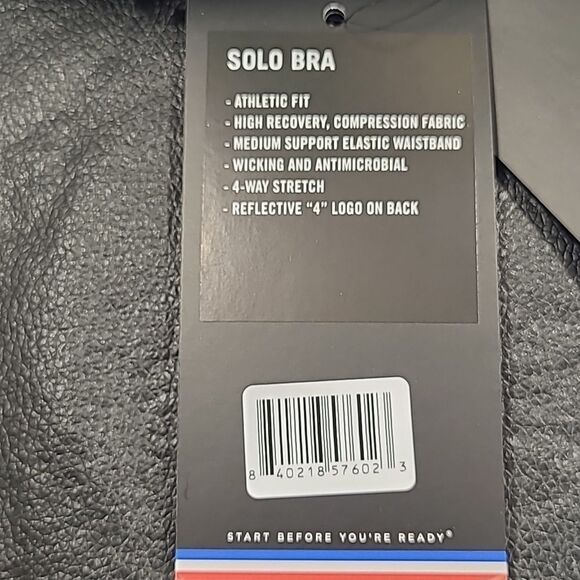 SOLO BRA
- ATHLETIC FIT
- HIGH RECOVERY, COMPRESSION FABRIC
- MEDIUM SUPPORT ELASTIC WAISTBAND
- WICKING AND ANTIMICROBIAL
- 4-WAY STRETCH
- REFLECTIVE “4” LOGO ON BACK
8 40218 57602 3
START BEFORE YOU'RE READY®